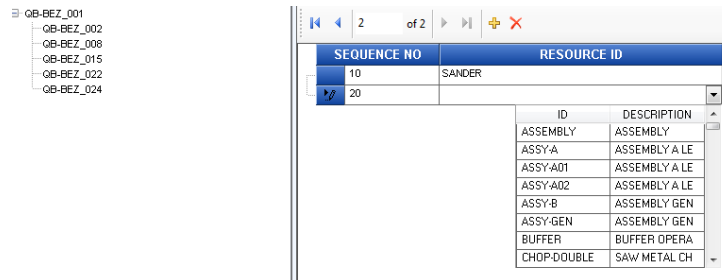 QB-BEZ_001
QB-BEZ_002
QB-BEZ_008
QB-BEZ_015
QB-BEZ_022
QB-BEZ_024
2 of 2
SEQUENCE NO RESOURCE ID
10 SANDER
20
ID DESCRIPTION
ASSEMBLY ASSEMBLY
ASSY-A ASSEMBLY A LE
ASSY-A01 ASSEMBLY A LE
ASSY-A02 ASSEMBLY A LE
ASSY-B ASSEMBLY GEN
ASSY-GEN ASSEMBLY GEN
BUFFER BUFFER OPERA
CHOP-DOUBLE SAW METAL CH